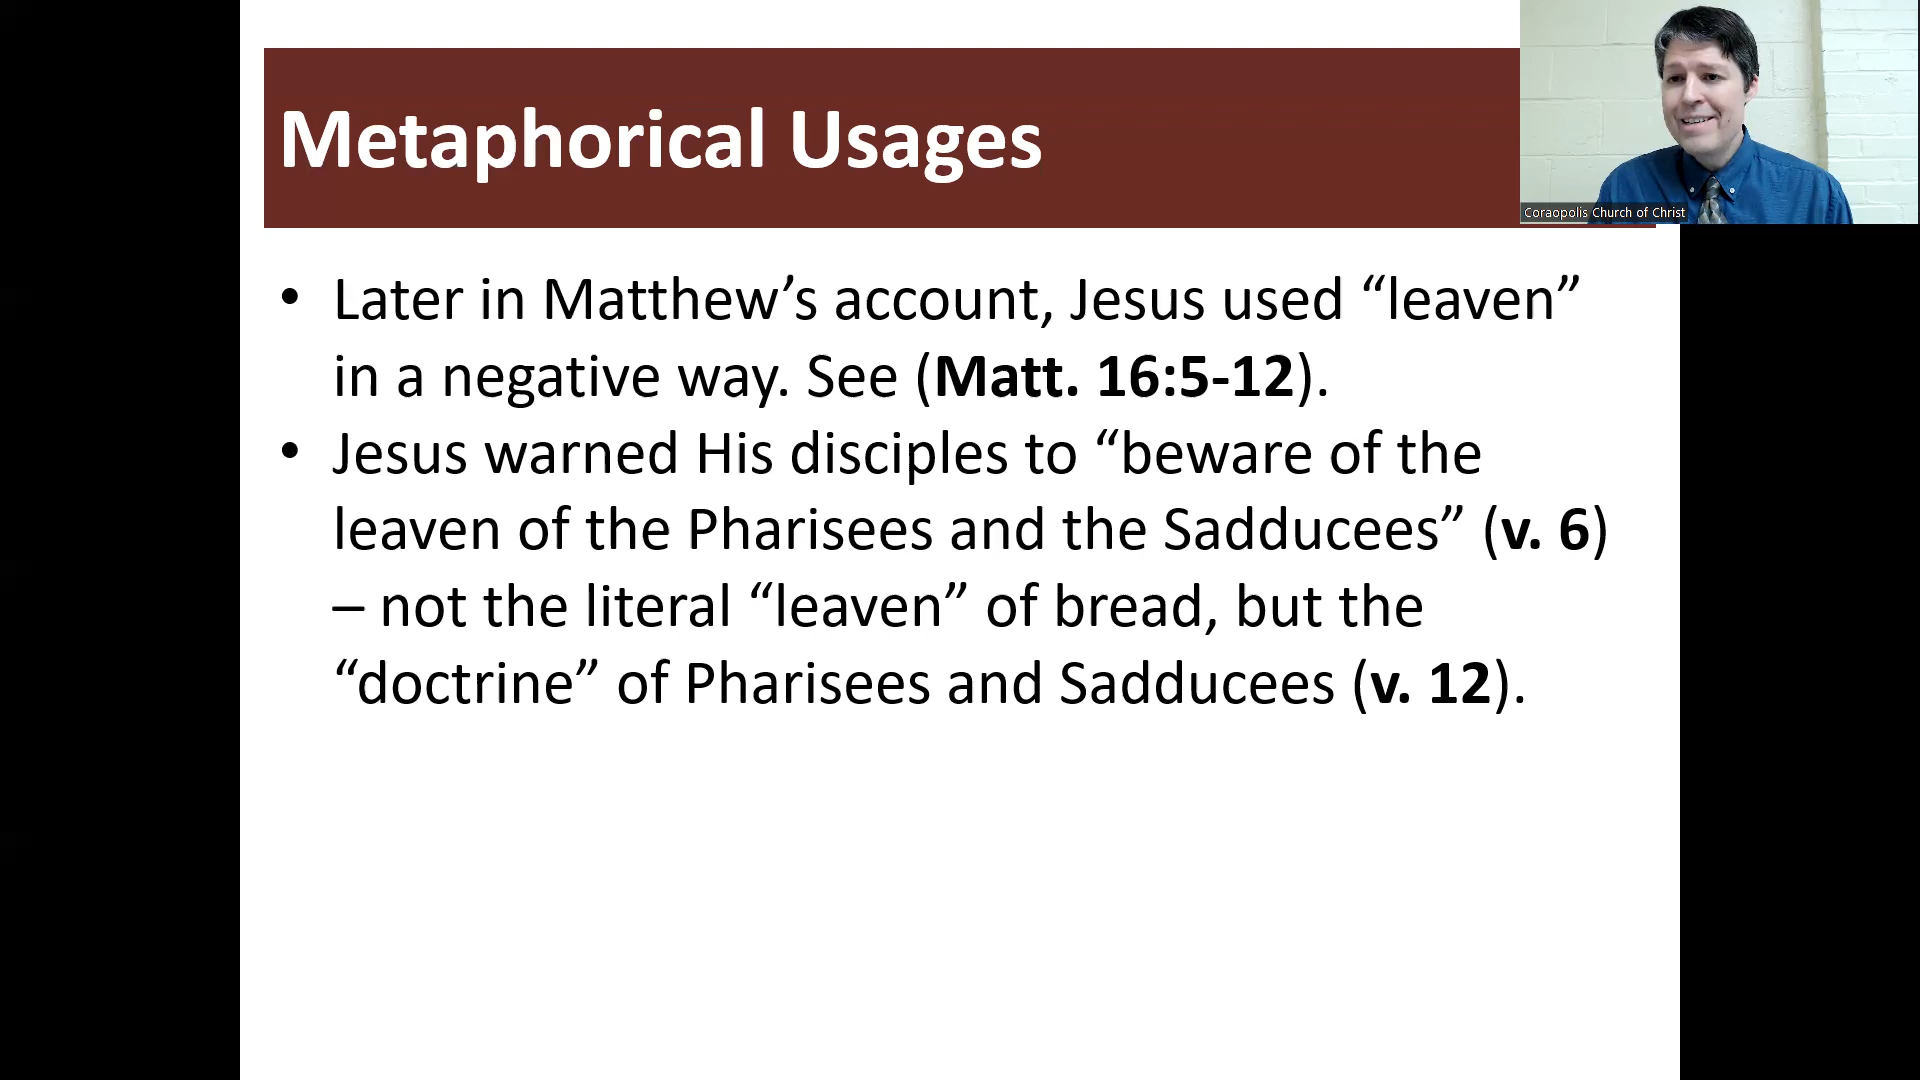 Metaphorical Usages
Coraopolis Church of Christ
• Later in Matthew’s account, Jesus used “leaven”
in a negative way. See (Matt. 16:5-12).
• Jesus warned His disciples to “beware of the
leaven of the Pharisees and the Sadducees” (v. 6)
– not the literal “leaven” of bread, but the
“doctrine” of Pharisees and Sadducees (v. 12).